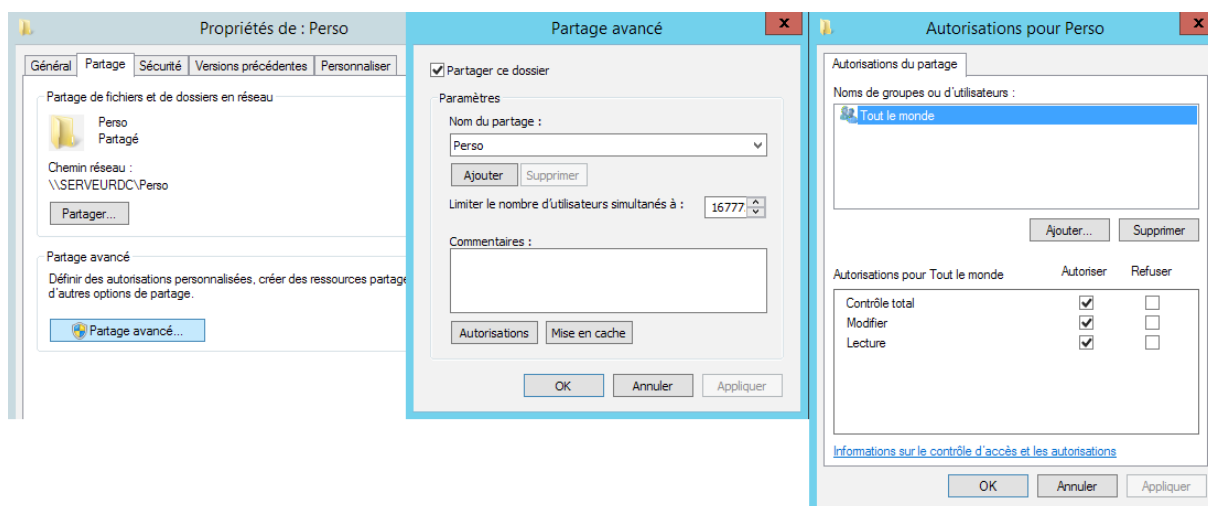 Propriétés de : Perso
Général Partage Sécurité Versions précédentes Personnaliser
Partage de fichiers et de dossiers en réseau
Perso
Partagé
Chemin réseau :
\\SERVEURDC\Perso
Partager...
Partage avancé
Définir des autorisations personnalisées, créer des ressources partage
d'autres options de partage.
Partage avancé...
Partage avancé
x
Partager ce dossier
Paramètres
Nom du partage :
Perso
Ajouter Supprimer
Limiter le nombre d'utilisateurs simultanés à : 16777
Commentaires :
Autorisations Mise en cache
OK Annuler Appliquer
Autorisations pour Perso
x
Autorisations du partage
Noms de groupes ou d'utilisateurs :
Tout le monde
Ajouter... Supprimer
Autorisations pour Tout le monde Autoriser Refuser
Contrôle total
Modifier
Lecture
Informations sur le contrôle d'accès et les autorisations
OK Annuler Appliquer